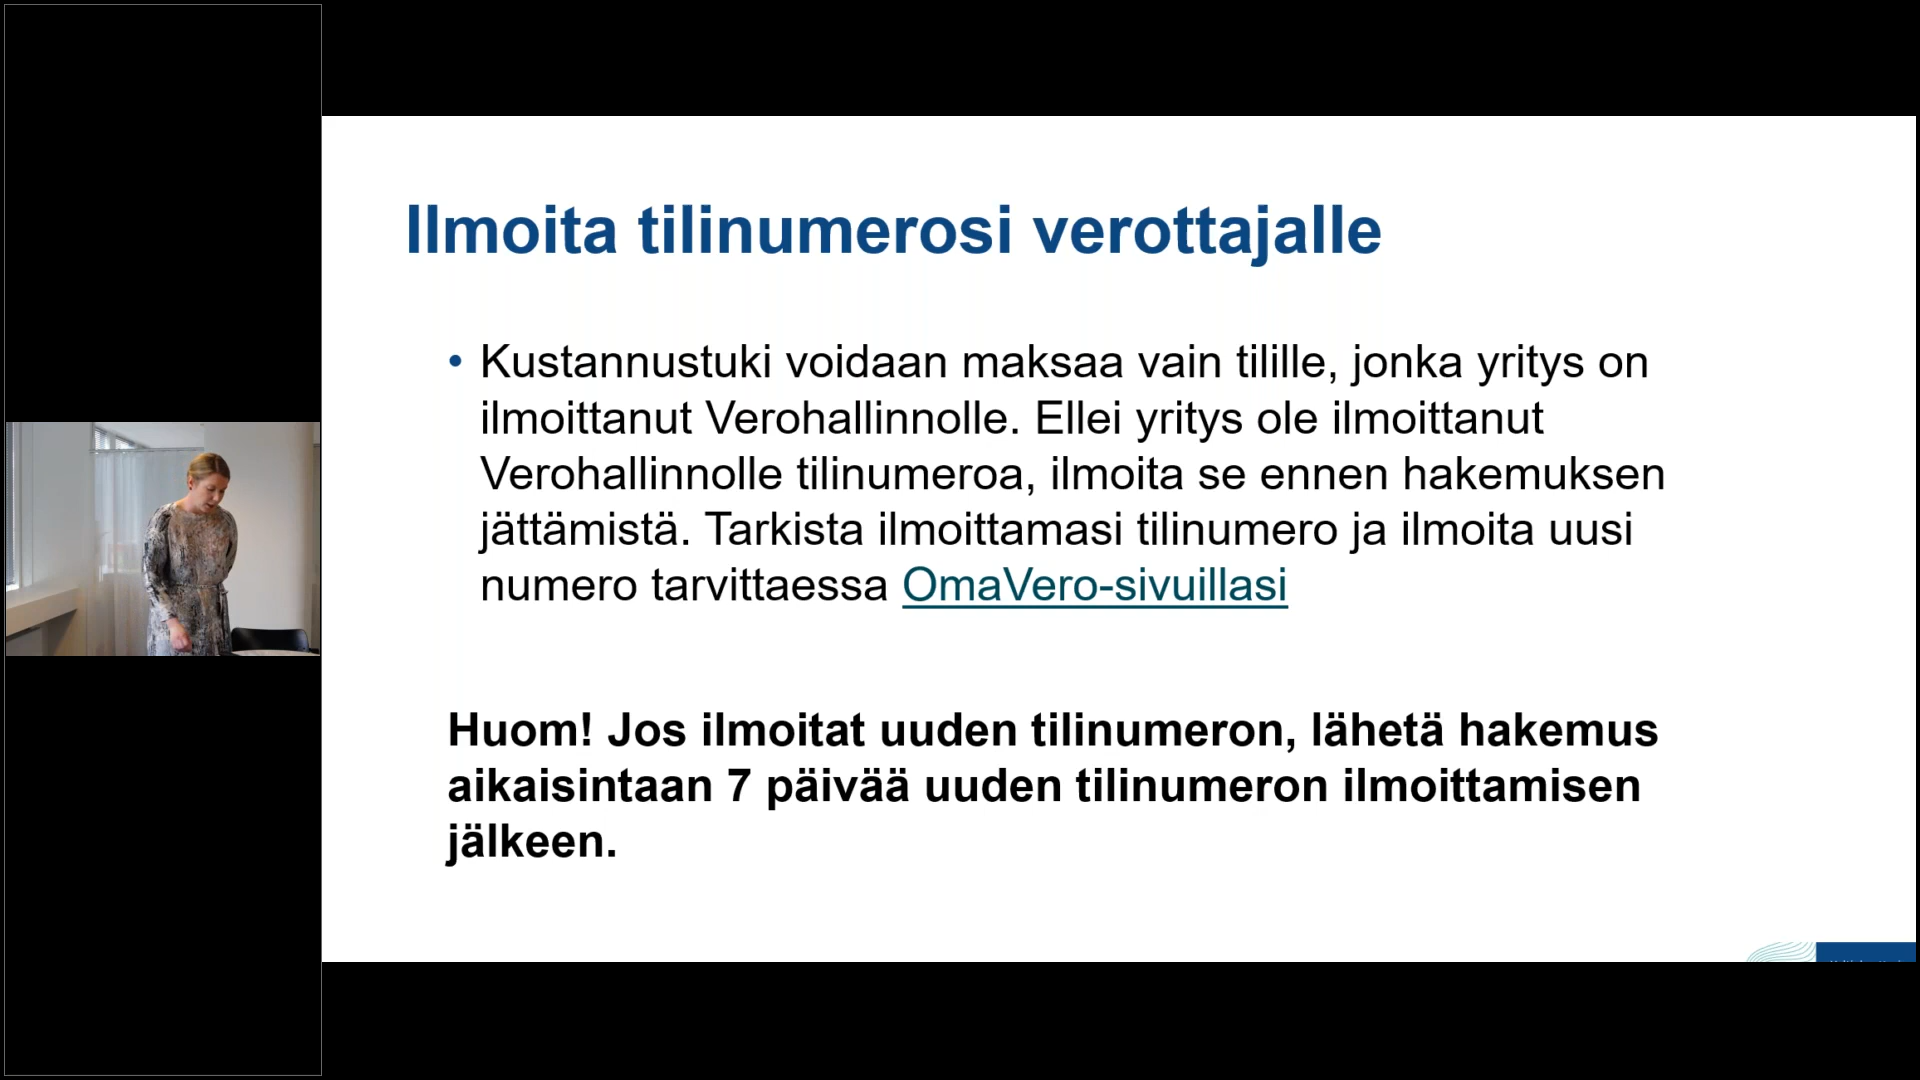 Ilmoita tilinumerosi verottajalle
• Kustannustuki voidaan maksaa vain tilille, jonka yritys on
ilmoittanut Verohallinnolle. Ellei yritys ole ilmoittanut
Verohallinnolle tilinumeroa, ilmoita se ennen hakemuksen
jättämistä. Tarkista ilmoittamasi tilinumero ja ilmoita uusi
numero tarvittaessa OmaVero-sivuillasi
Huom! Jos ilmoitat uuden tilinumeron, lähetä hakemus
aikaisintaan 7 päivää uuden tilinumeron ilmoittamisen
jälkeen.